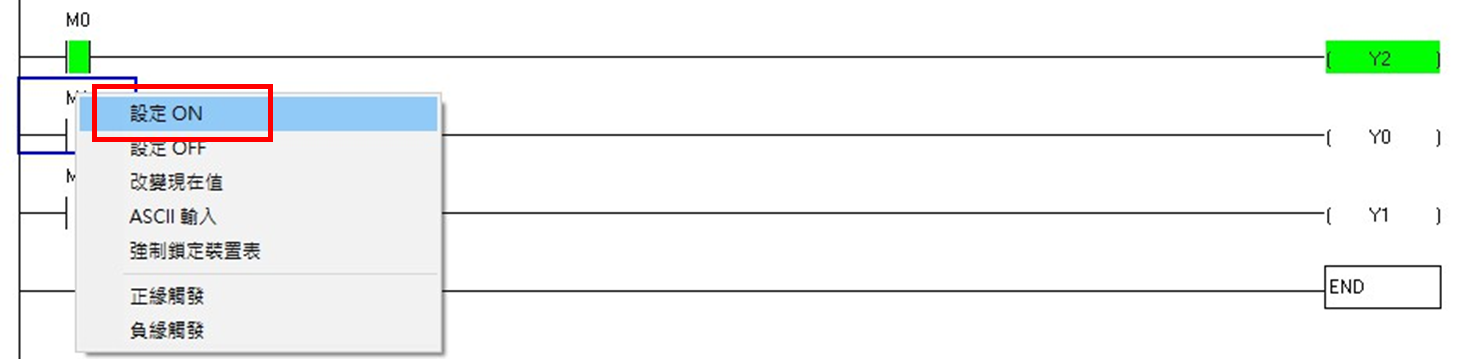 M0
( Y2 )
設定 ON
( Y0 )
設定 OFF
改變現在值
ASCII 輸入
( Y1 )
強制鎖定裝置表
END
正緣觸發
負緣觸發